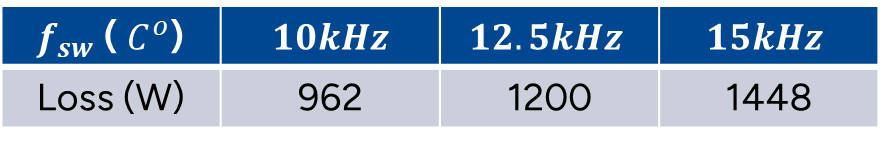 f_sw ( C^o) 10kHz 12.5kHz 15kHz
Loss (W) 962 1200 1448